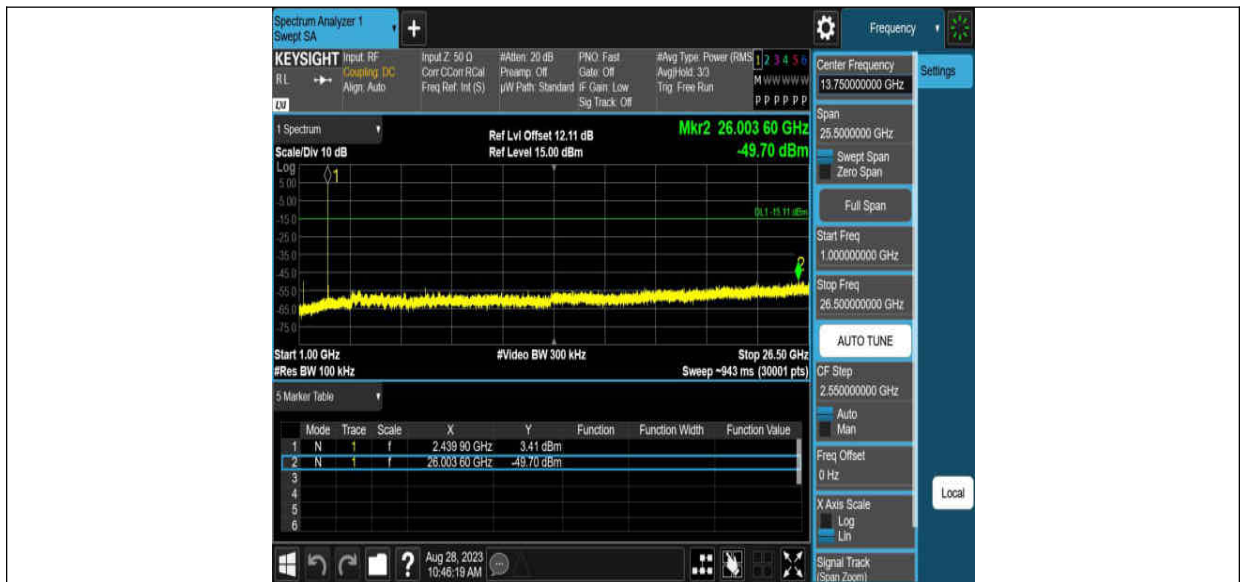 Spectrum Analyzer 1
Swept SA
+
Frequency
KEYSIGHT
RL
LXI
Input: RF
Coupling: DC
Align: Auto
Input Z: 50 Ω
Corr CCorr RCal
Freq Ref: Int (S)
#Atten: 20 dB
Preamp: Off
µW Path: Standard
PNO: Fast
Gate: Off
IF Gain: Low
Sig Track: Off
#Avg Type: Power (RMS
Avg|Hold: 3/3
Trig: Free Run
1 2 3 4 5 6
M W W W W W
P P P P P P
Center Frequency
13.750000000 GHz
Settings
Span
25.5000000 GHz
Swept Span
Zero Span
Full Span
Start Freq
1.000000000 GHz
Stop Freq
26.500000000 GHz
AUTO TUNE
CF Step
2.550000000 GHz
Auto
Man
Freq Offset
0 Hz
X Axis Scale
Log
Lin
Signal Track
(Span Zoom)
Local
1 Spectrum
Scale/Div 10 dB
Ref Lvl Offset 12.11 dB
Ref Level 15.00 dBm
Mkr2 26.003 60 GHz
-49.70 dBm
Log
5.00
-5.00
-15.0
-25.0
-35.0
-45.0
-55.0
-65.0
-75.0
1
DL1 -15.11 dBm
2
Start 1.00 GHz
#Res BW 100 kHz
#Video BW 300 kHz
Stop 26.50 GHz
Sweep ~943 ms (30001 pts)
5 Marker Table
Mode Trace Scale X Y Function Function Width Function Value
1 N 1 f 2.439 90 GHz 3.41 dBm
2 N 1 f 26.003 60 GHz -49.70 dBm
3
4
5
6
?
Aug 28, 2023
10:46:19 AM